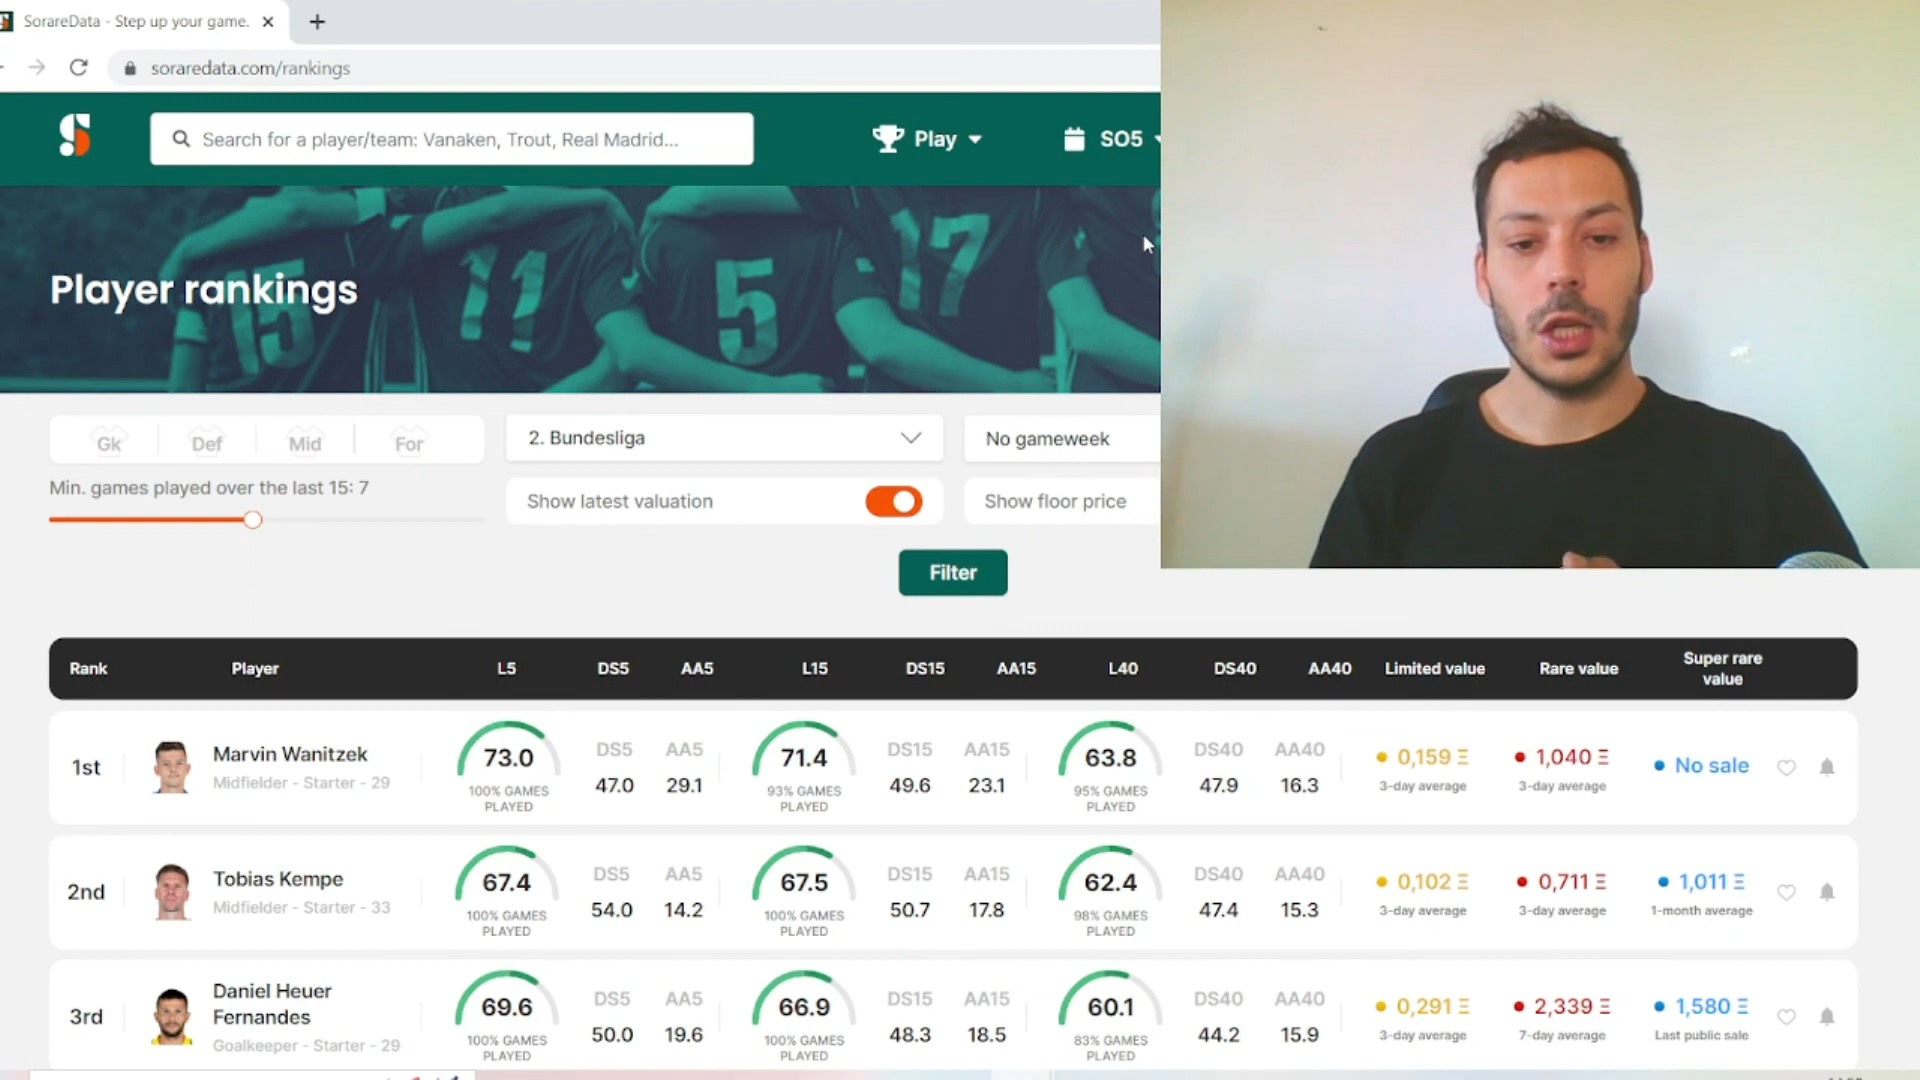 SorareData - Step up your game.
soraredata.com/rankings
Search for a player/team: Vanaken, Trout, Real Madrid...
Play
SO5
15 11 5 17
Player rankings
Gk Def Mid For
2. Bundesliga
No gameweek
Min. games played over the last 15: 7
Show latest valuation
Show floor price
Filter
Rank Player L5 DS5 AA5 L15 DS15 AA15 L40 DS40 AA40 Limited value Rare value Super rare value
1st
Marvin Wanitzek
Midfielder - Starter - 29
73.0
100% GAMES PLAYED
DS5 AA5
47.0 29.1
71.4
93% GAMES PLAYED
DS15 AA15
49.6 23.1
63.8
95% GAMES PLAYED
DS40 AA40
47.9 16.3
0,159 Ξ
3-day average
1,040 Ξ
3-day average
No sale
2nd
Tobias Kempe
Midfielder - Starter - 33
67.4
100% GAMES PLAYED
DS5 AA5
54.0 14.2
67.5
100% GAMES PLAYED
DS15 AA15
50.7 17.8
62.4
98% GAMES PLAYED
DS40 AA40
47.4 15.3
0,102 Ξ
3-day average
0,711 Ξ
3-day average
1,011 Ξ
1-month average
3rd
Daniel Heuer
Fernandes
Goalkeeper - Starter - 29
69.6
100% GAMES PLAYED
DS5 AA5
50.0 19.6
66.9
100% GAMES PLAYED
DS15 AA15
48.3 18.5
60.1
83% GAMES PLAYED
DS40 AA40
44.2 15.9
0,291 Ξ
3-day average
2,339 Ξ
7-day average
1,580 Ξ
Last public sale